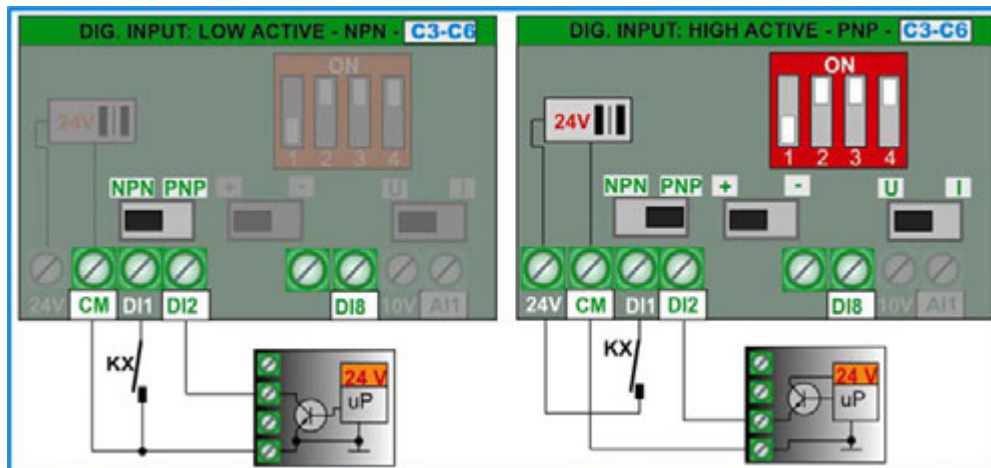 DIG. INPUT: LOW ACTIVE - NPN - C3-C6
ON
24V
1 2 3 4
NPN PNP + - U I
24V CM DI1 DI2 DI8 10V AI1
KX
24 V
uP
DIG. INPUT: HIGH ACTIVE - PNP - C3-C6
ON
24V
1 2 3 4
NPN PNP + - U I
24V CM DI1 DI2 DI8 10V AI1
KX
24 V
uP